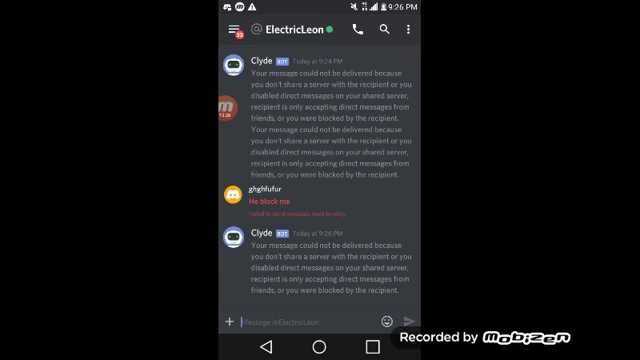 9:26 PM
33
@ ElectricLeon
Clyde BOT Today at 9:24 PM
Your message could not be delivered because
you don't share a server with the recipient or you
disabled direct messages on your shared server,
recipient is only accepting direct messages from
friends, or you were blocked by the recipient.
Your message could not be delivered because
you don't share a server with the recipient or you
disabled direct messages on your shared server,
recipient is only accepting direct messages from
friends, or you were blocked by the recipient.
ghghfufur
He block me
Failed to send message. Hold to retry.
Clyde BOT Today at 9:26 PM
Your message could not be delivered because
you don't share a server with the recipient or you
disabled direct messages on your shared server,
recipient is only accepting direct messages from
friends, or you were blocked by the recipient.
Message @ElectricLeon
Recorded by MOBIZEN